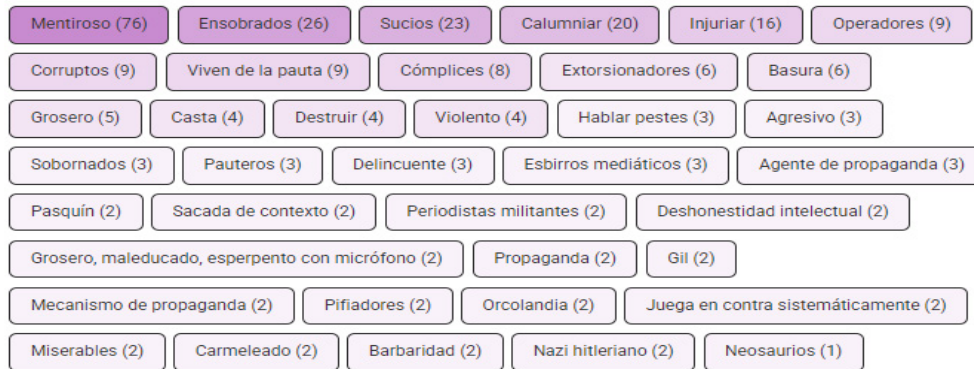 Mentiroso (76) Ensobrados (26) Sucios (23) Calumniar (20) Injuriar (16) Operadores (9)
Corruptos (9) Viven de la pauta (9) Cómplices (8) Extorsionadores (6) Basura (6)
Grosero (5) Casta (4) Destruir (4) Violento (4) Hablar pestes (3) Agresivo (3)
Sobornados (3) Pauteros (3) Delincuente (3) Esbirros mediáticos (3) Agente de propaganda (3)
Pasquín (2) Sacada de contexto (2) Periodistas militantes (2) Deshonestidad intelectual (2)
Grosero, maleducado, esperpento con micrófono (2) Propaganda (2) Gil (2)
Mecanismo de propaganda (2) Pifiadores (2) Orcolandia (2) Juega en contra sistemáticamente (2)
Miserables (2) Carmeleado (2) Barbaridad (2) Nazi hitleriano (2) Neosaurios (1)